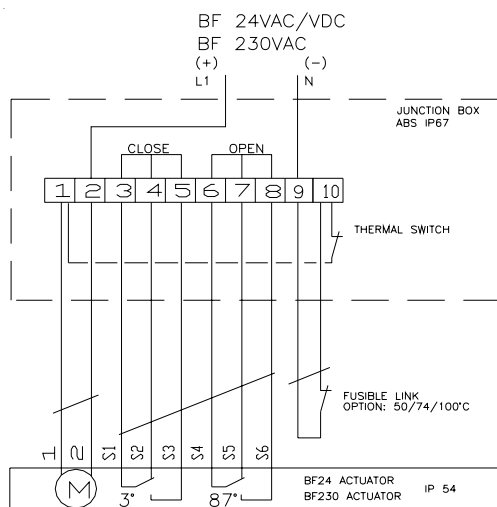 BF 24VAC/VDC
BF 230VAC
(+) (-)
L1 N
JUNCTION BOX
ABS IP67
CLOSE OPEN
1 2 3 4 5 6 7 8 9 10
THERMAL SWITCH
FUSIBLE LINK
OPTION: 50/74/100°C
1 2 S1 S2 S3 S4 S5 S6
M 3° 87°
BF24 ACTUATOR
BF230 ACTUATOR IP 54